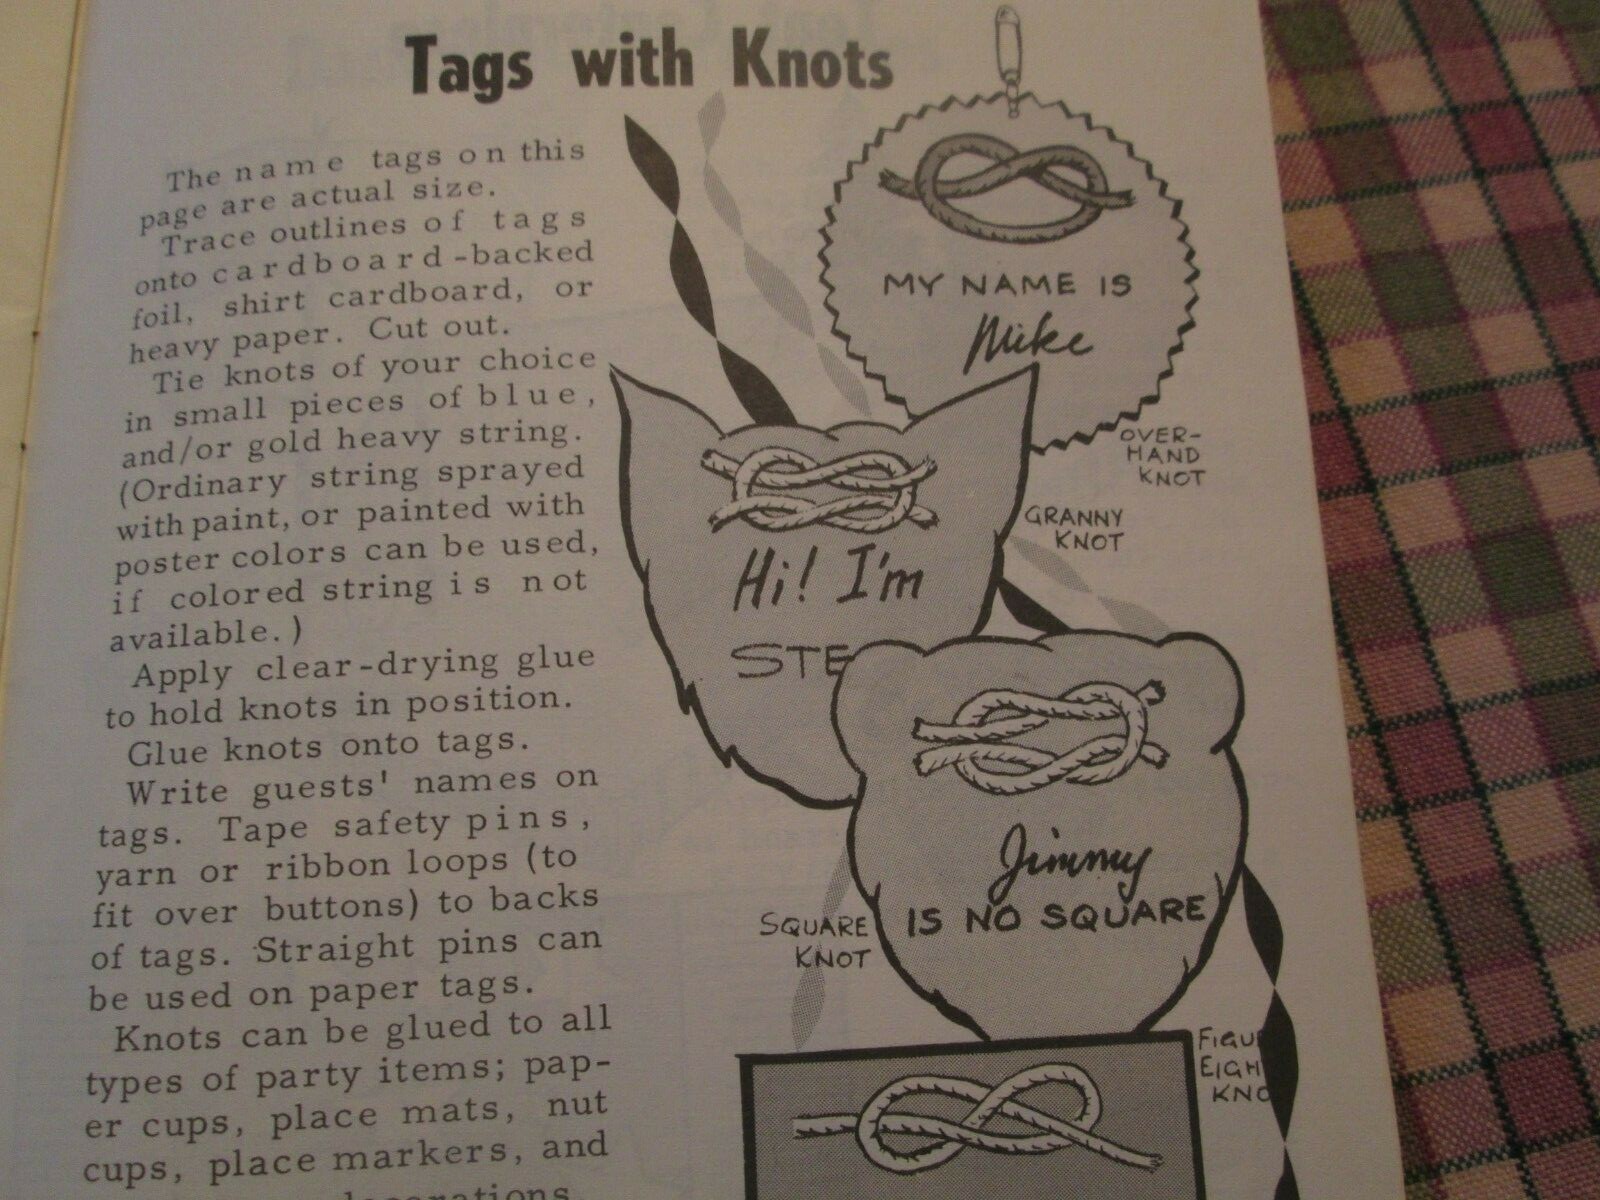 Tags with Knots
The name tags on this
page are actual size.
Trace outlines of tags
onto cardboard-backed
foil, shirt cardboard, or
heavy paper. Cut out.
Tie knots of your choice
in small pieces of blue,
and/or gold heavy string.
(Ordinary string sprayed
with paint, or painted with
poster colors can be used,
if colored string is not
available.)
Apply clear-drying glue
to hold knots in position.
Glue knots onto tags.
Write guests' names on
tags. Tape safety pins,
yarn or ribbon loops (to
fit over buttons) to backs
of tags. Straight pins can
be used on paper tags.
Knots can be glued to all
types of party items; pap-
er cups, place mats, nut
cups, place markers, and
MY NAME IS
Mike
OVER-
HAND
KNOT
GRANNY
KNOT
Hi! I'm
STE
Jimmy
IS NO SQUARE
SQUARE
KNOT
FIGU
EIGH
KNO